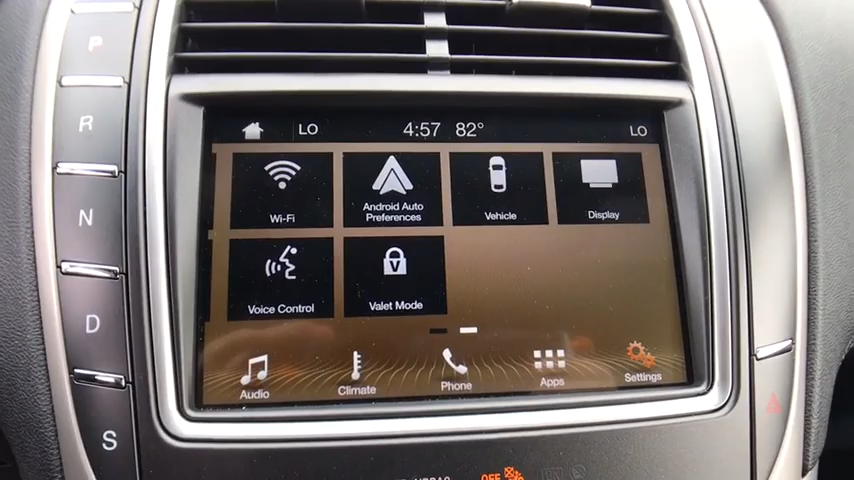 P
R
N
D
S
LO 4:57 82° LO
Wi-Fi
Android Auto
Preferences
Vehicle
Display
Voice Control
V
Valet Mode
Audio
Climate
Phone
Apps
Settings
OFF